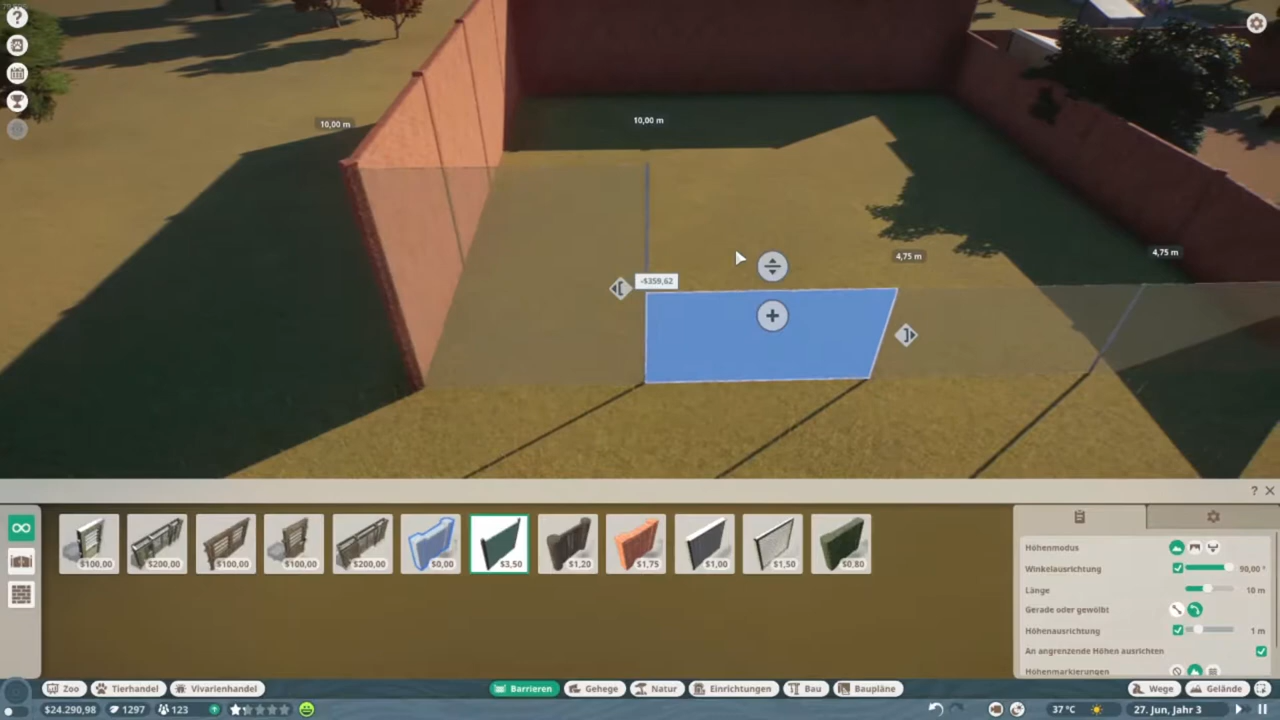 ?
10,00 m
10,00 m
4,75 m
4,75 m
-$359,62
?
$100,00 $200,00 $100,00 $100,00 $200,00 $0,00 $3,50 $1,20 $1,75 $1,00 $1,50 $0,80
Höhenmodus
Winkelausrichtung 90,00 °
Länge 10 m
Gerade oder gewölbt
Höhenausrichtung 1 m
An angrenzende Höhen ausrichten
Höhenmarkierungen
Zoo Tierhandel Vivarienhandel Barrieren Gehege Natur Einrichtungen Bau Baupläne Wege Gelände
$24.290,98 1297 123 37 °C 27. Jun, Jahr 3